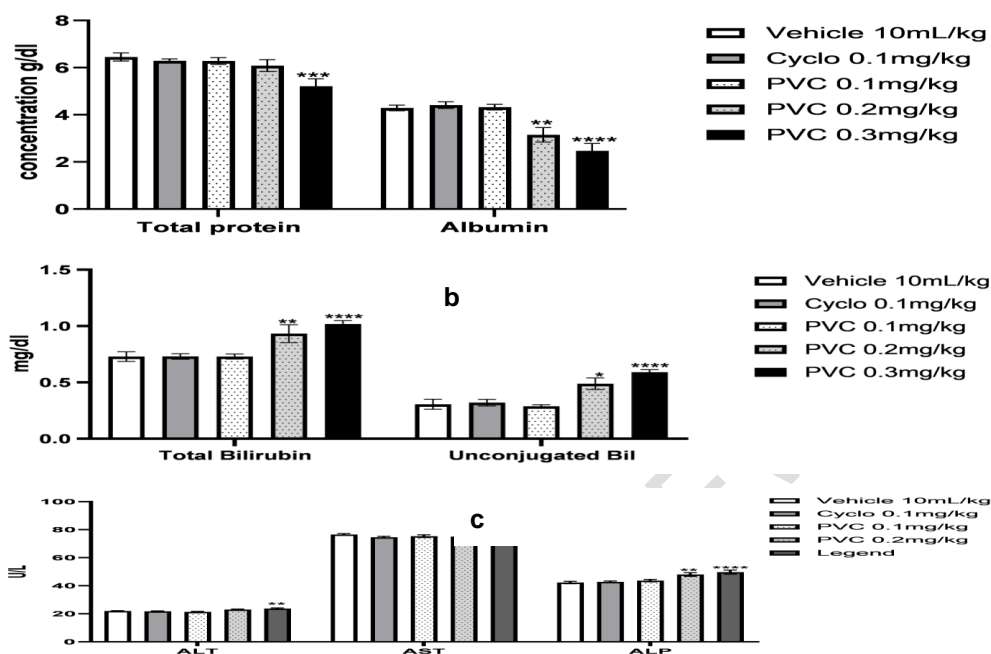 8
6
4
2
0
concentration g/dl
***
**
****
Total protein
Albumin
Vehicle 10mL/kg
Cyclo 0.1mg/kg
PVC 0.1mg/kg
PVC 0.2mg/kg
PVC 0.3mg/kg
b
1.5
1.0
0.5
0.0
mg/dl
**
****
*
****
Total Bilirubin
Unconjugated Bil
Vehicle 10mL/kg
Cyclo 0.1mg/kg
PVC 0.1mg/kg
PVC 0.2mg/kg
PVC 0.3mg/kg
c
100
80
60
40
20
0
U/L
**
**
****
ALT
AST
ALP
Vehicle 10mL/kg
Cyclo 0.1mg/kg
PVC 0.1mg/kg
PVC 0.2mg/kg
Legend